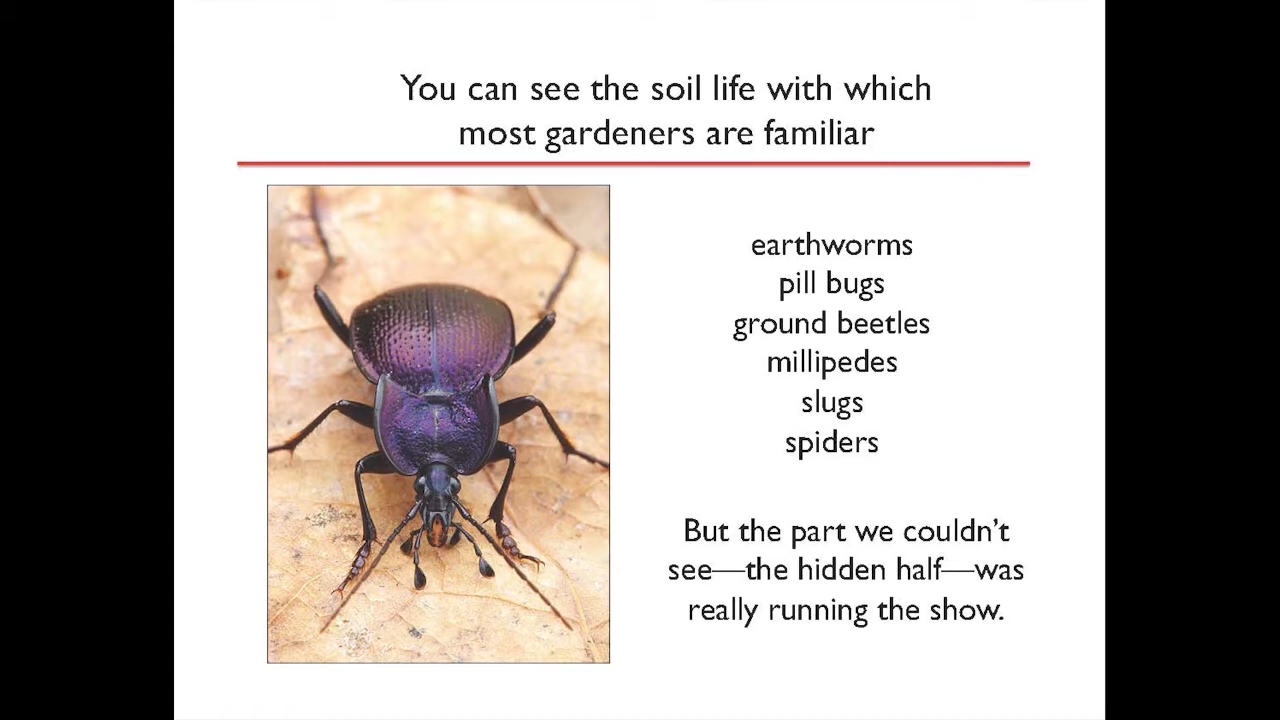 You can see the soil life with which
most gardeners are familiar
earthworms
pill bugs
ground beetles
millipedes
slugs
spiders
But the part we couldn’t
see—the hidden half—was
really running the show.